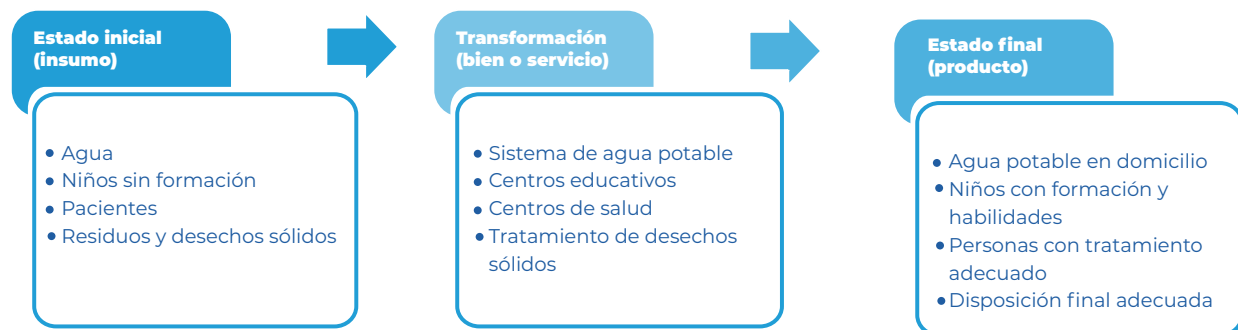 Estado inicial
(insumo)
• Agua
• Niños sin formación
• Pacientes
• Residuos y desechos sólidos
Transformación
(bien o servicio)
• Sistema de agua potable
• Centros educativos
• Centros de salud
• Tratamiento de desechos
sólidos
Estado final
(producto)
• Agua potable en domicilio
• Niños con formación y
habilidades
• Personas con tratamiento
adecuado
• Disposición final adecuada